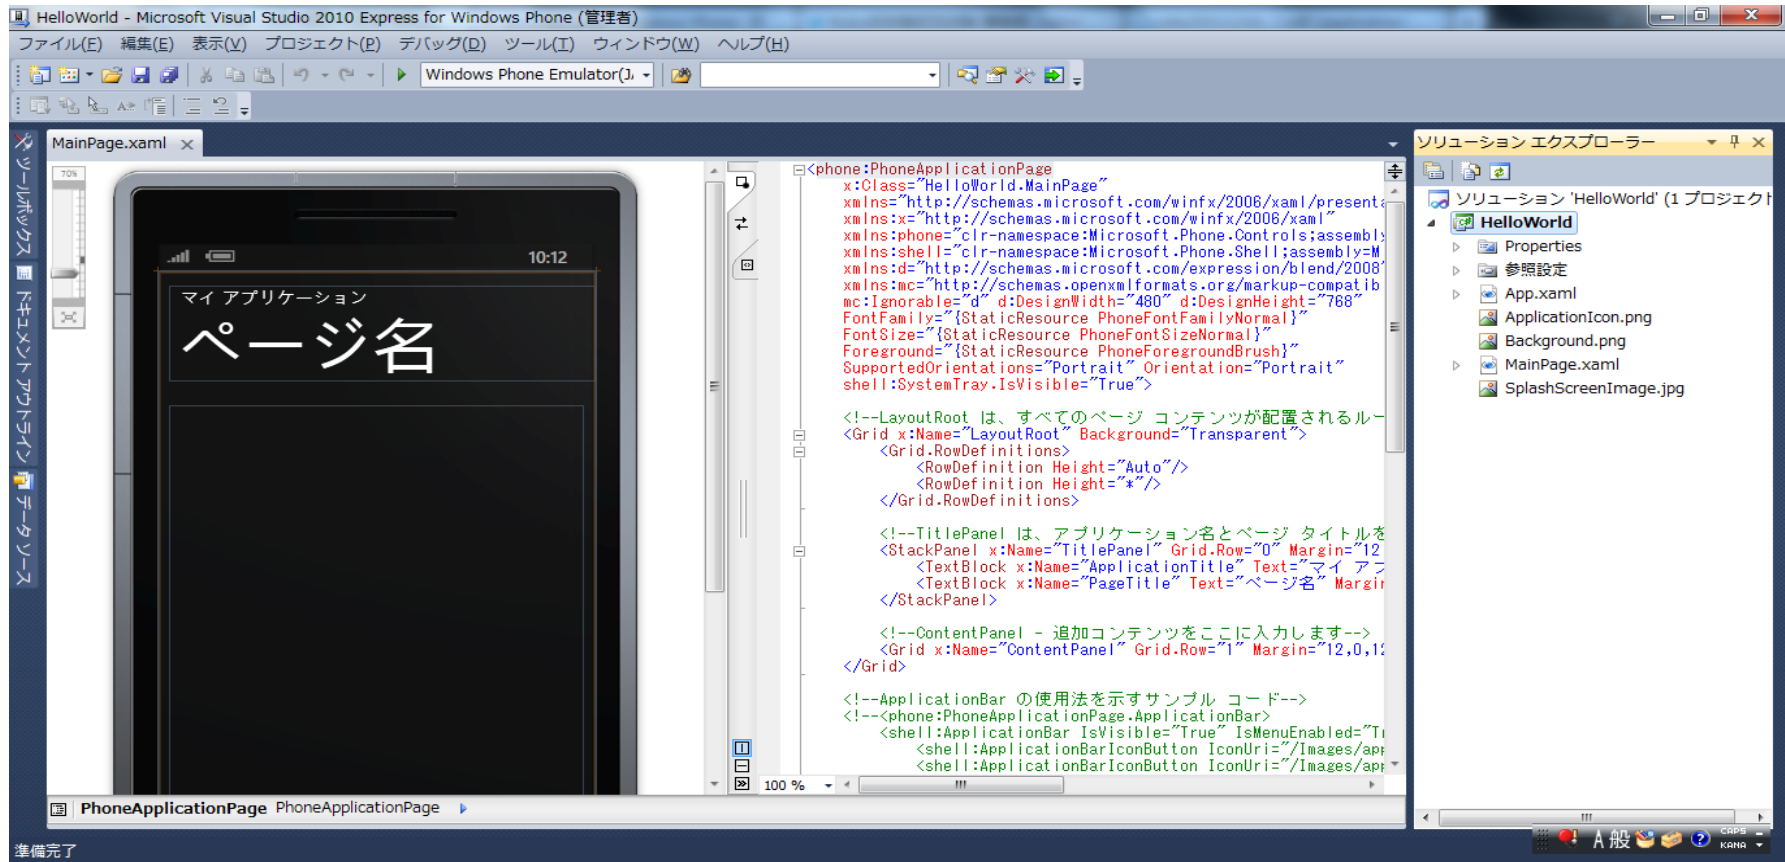 HelloWorld - Microsoft Visual Studio 2010 Express for Windows Phone (管理者)
ファイル(F) 編集(E) 表示(V) プロジェクト(P) デバッグ(D) ツール(T) ウィンドウ(W) ヘルプ(H)
Windows Phone Emulator(J
MainPage.xaml
ツールボックス
ドキュメント アウトライン
データ ソース
70%
10:12
マイ アプリケーション
ページ名
<phone:PhoneApplicationPage
x:Class="HelloWorld.MainPage"
xmlns="http://schemas.microsoft.com/winfx/2006/xaml/presenta
xmlns:x="http://schemas.microsoft.com/winfx/2006/xaml"
xmlns:phone="clr-namespace:Microsoft.Phone.Controls;assembly
xmlns:shell="clr-namespace:Microsoft.Phone.Shell;assembly=M
xmlns:d="http://schemas.microsoft.com/expression/blend/2008"
xmlns:mc="http://schemas.openxmlformats.org/markup-compatib
mc:Ignorable="d" d:DesignWidth="480" d:DesignHeight="768"
FontFamily="{StaticResource PhoneFontFamilyNormal}"
FontSize="{StaticResource PhoneFontSizeNormal}"
Foreground="{StaticResource PhoneForegroundBrush}"
SupportedOrientations="Portrait" Orientation="Portrait"
shell:SystemTray.IsVisible="True">
<!--LayoutRoot は、すべてのページ コンテンツが配置されるルー
<Grid x:Name="LayoutRoot" Background="Transparent">
<Grid.RowDefinitions>
<RowDefinition Height="Auto"/>
<RowDefinition Height="*"/>
</Grid.RowDefinitions>
<!--TitlePanel は、アプリケーション名とページ タイトルを
<StackPanel x:Name="TitlePanel" Grid.Row="0" Margin="12
<TextBlock x:Name="ApplicationTitle" Text="マイ アプ
<TextBlock x:Name="PageTitle" Text="ページ名" Margin
</StackPanel>
<!--ContentPanel - 追加コンテンツをここに入力します-->
<Grid x:Name="ContentPanel" Grid.Row="1" Margin="12,0,12
</Grid>
<!--ApplicationBar の使用法を示すサンプル コード-->
<!--<phone:PhoneApplicationPage.ApplicationBar>
<shell:ApplicationBar IsVisible="True" IsMenuEnabled="Tr
<shell:ApplicationBarIconButton IconUri="/Images/app
<shell:ApplicationBarIconButton IconUri="/Images/app
100 %
PhoneApplicationPage PhoneApplicationPage
ソリューション エクスプローラー
ソリューション 'HelloWorld' (1 プロジェクト
HelloWorld
Properties
参照設定
App.xaml
ApplicationIcon.png
Background.png
MainPage.xaml
SplashScreenImage.jpg
準備完了
A 般
CAPS
KANA